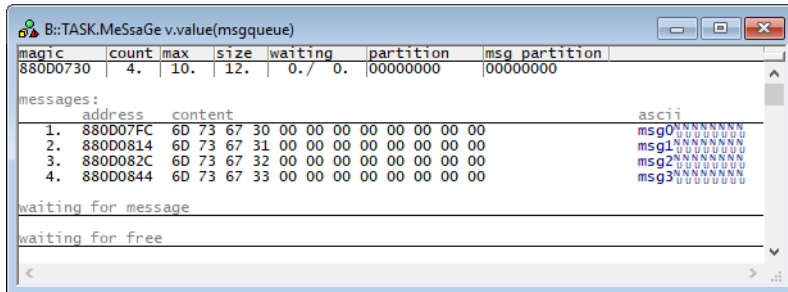 B::TASK.MeSsaGe v.value(msgqueue)
magic count max size waiting partition msg partition
880D0730 4. 10. 12. 0./ 0. 00000000 00000000
messages:
address content ascii
1. 880D07FC 6D 73 67 30 00 00 00 00 00 00 00 00 msg0NUNUNUNUNUNUNUNU
2. 880D0814 6D 73 67 31 00 00 00 00 00 00 00 00 msg1NUNUNUNUNUNUNUNU
3. 880D082C 6D 73 67 32 00 00 00 00 00 00 00 00 msg2NUNUNUNUNUNUNUNU
4. 880D0844 6D 73 67 33 00 00 00 00 00 00 00 00 msg3NUNUNUNUNUNUNUNU
waiting for message
waiting for free